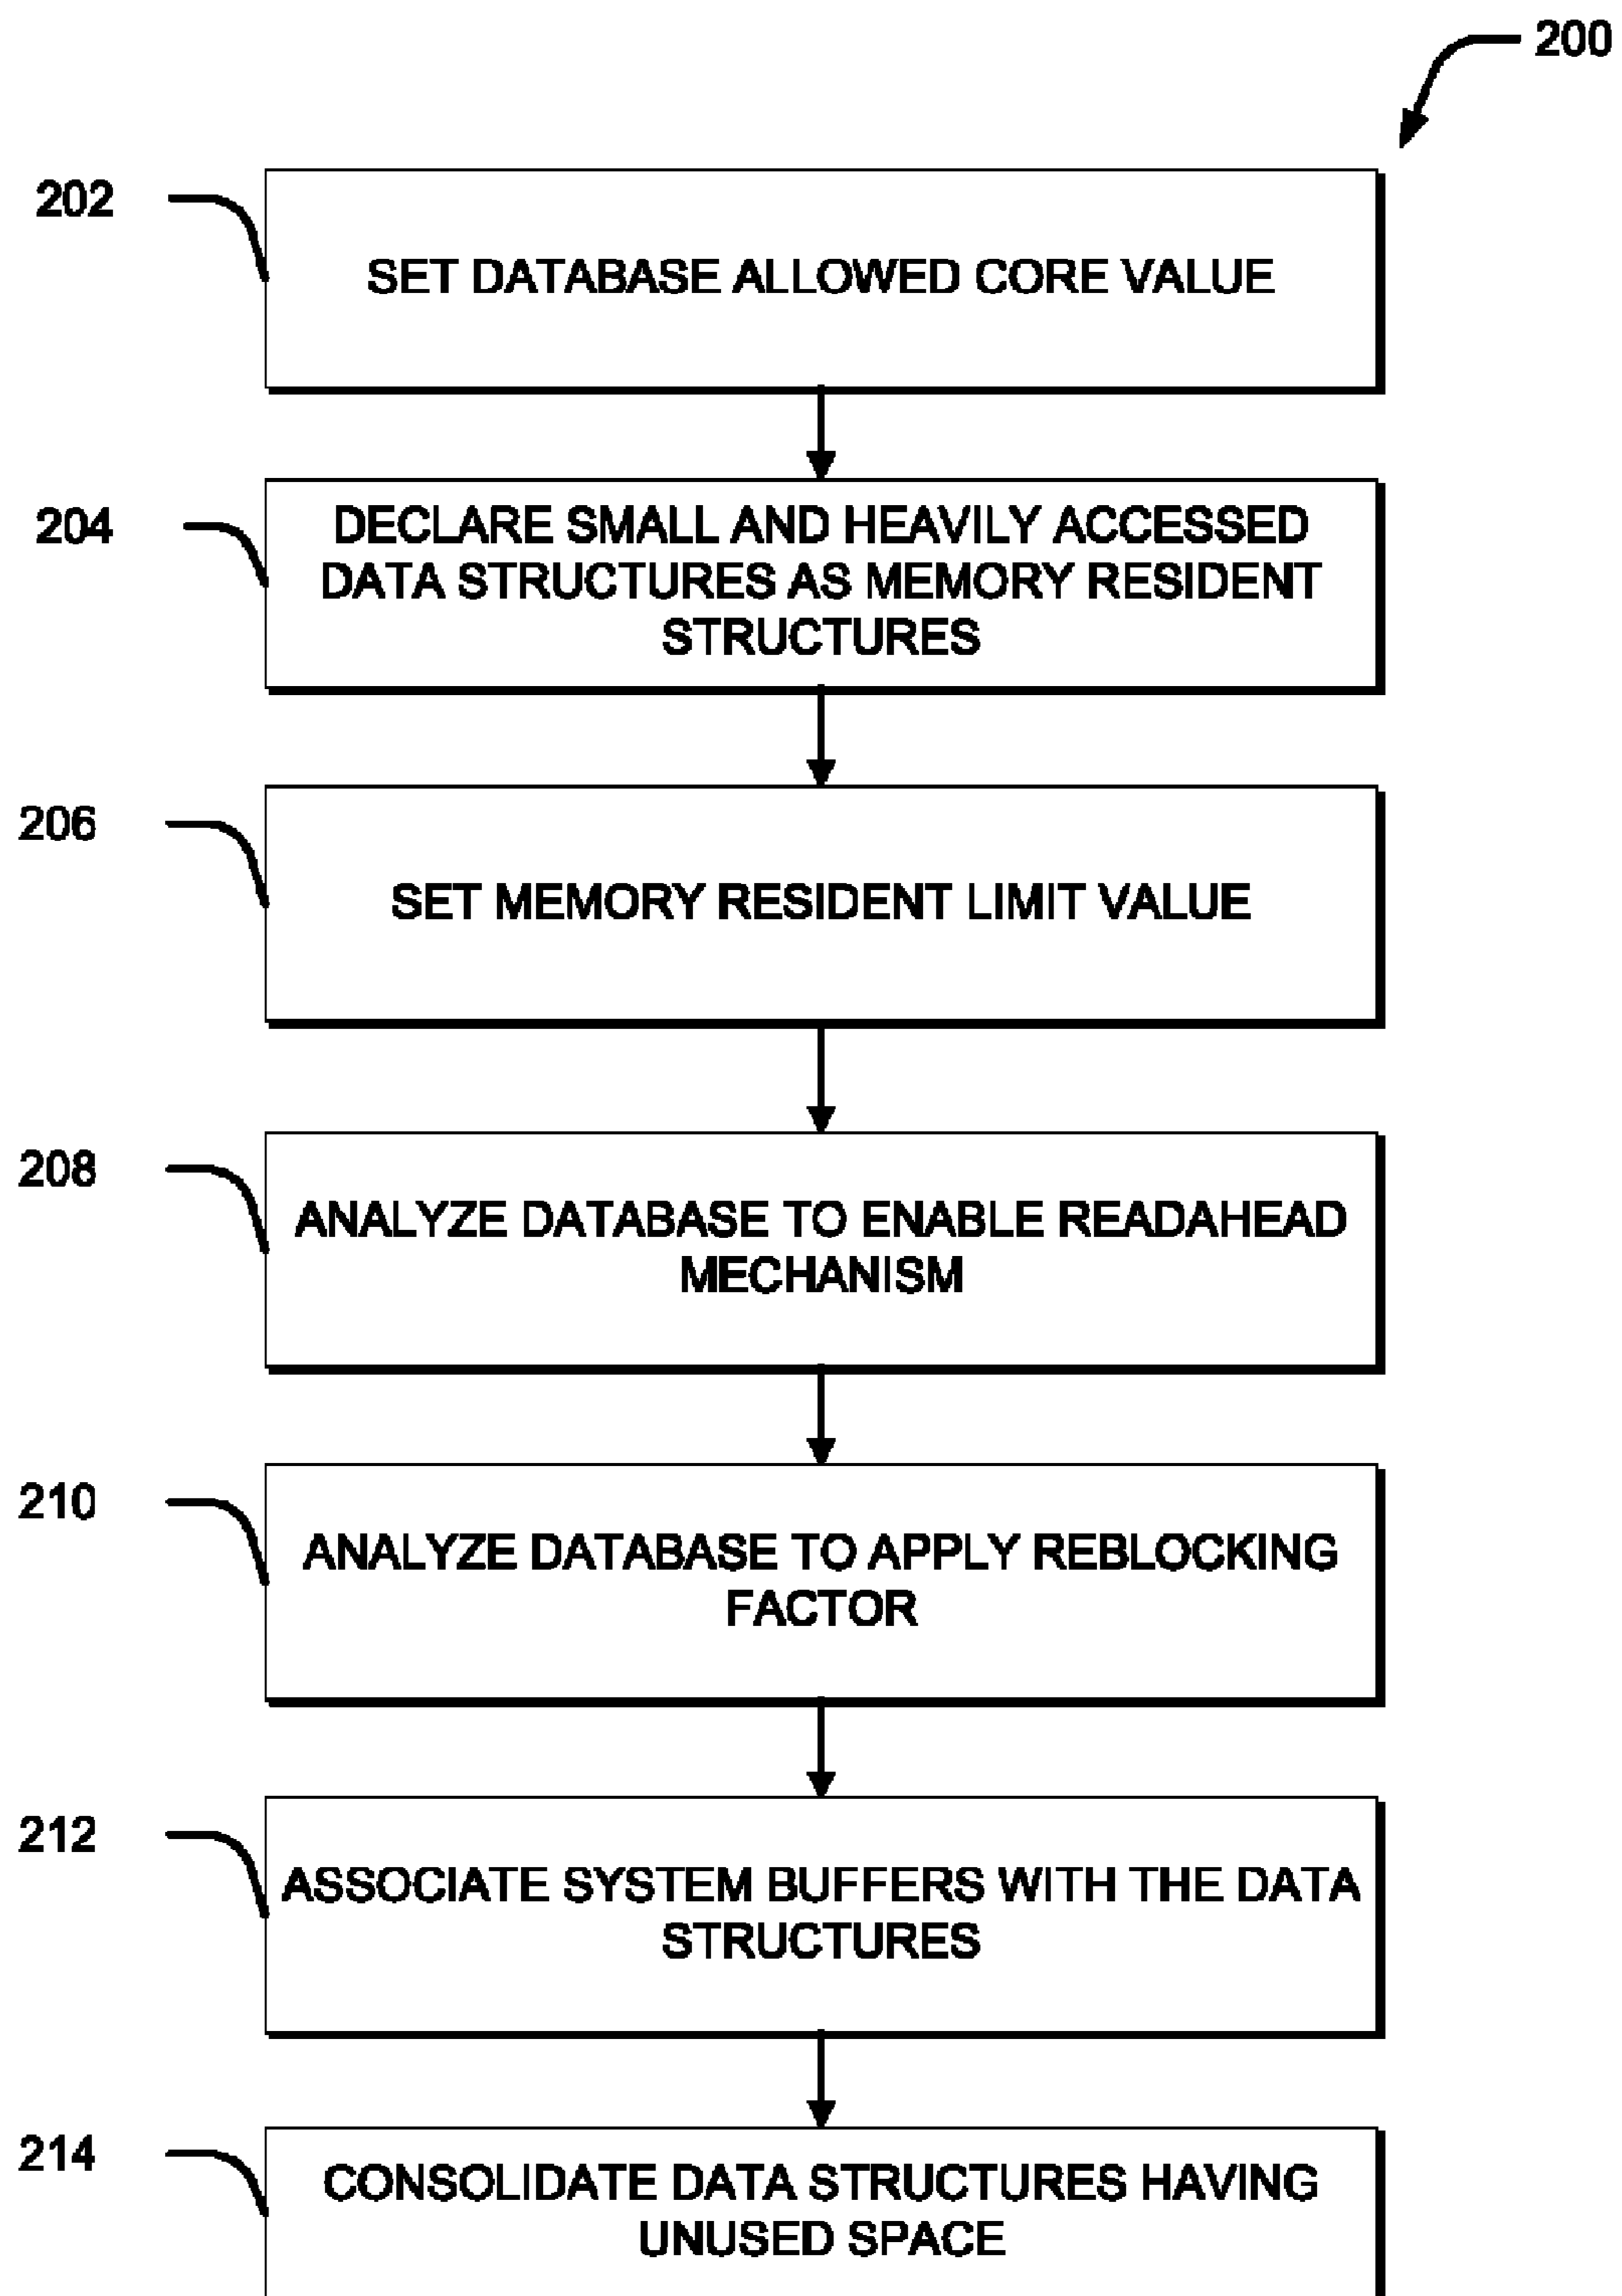 200
202
SET DATABASE ALLOWED CORE VALUE
204
DECLARE SMALL AND HEAVILY ACCESSED
DATA STRUCTURES AS MEMORY RESIDENT
STRUCTURES
206
SET MEMORY RESIDENT LIMIT VALUE
208
ANALYZE DATABASE TO ENABLE READAHEAD
MECHANISM
210
ANALYZE DATABASE TO APPLY REBLOCKING
FACTOR
212
ASSOCIATE SYSTEM BUFFERS WITH THE DATA
STRUCTURES
214
CONSOLIDATE DATA STRUCTURES HAVING
UNUSED SPACE